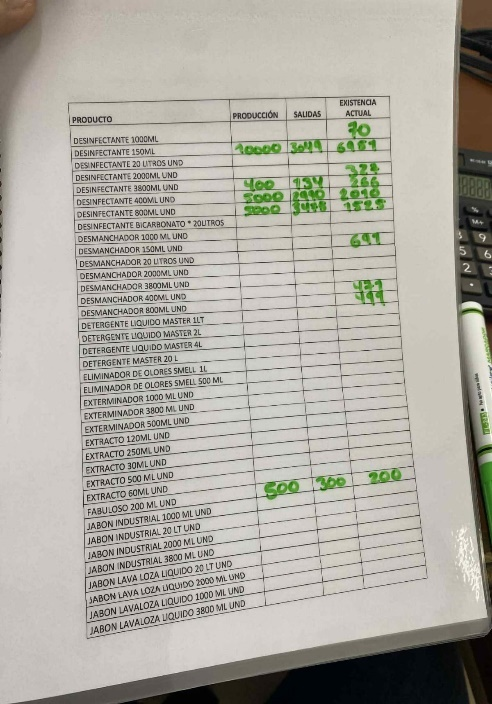 PRODUCTO PRODUCCIÓN SALIDAS EXISTENCIA ACTUAL
DESINFECTANTE 1000ML 70
DESINFECTANTE 150ML 10000 3049 6951
DESINFECTANTE 20 LITROS UND
DESINFECTANTE 2000ML UND 324
DESINFECTANTE 3800ML UND 400 134 266
DESINFECTANTE 400ML UND 5000 2990 2010
DESINFECTANTE 800ML UND 5000 3475 1525
DESINFECTANTE BICARBONATO * 20LITROS
DESMANCHADOR 1000 ML UND 691
DESMANCHADOR 150ML UND
DESMANCHADOR 20 LITROS UND
DESMANCHADOR 2000ML UND
DESMANCHADOR 3800ML UND
DESMANCHADOR 400ML UND
DESMANCHADOR 800ML UND
DETERGENTE LIQUIDO MASTER 1LT
DETERGENTE LIQUIDO MASTER 2L
DETERGENTE LIQUIDO MASTER 4L
DETERGENTE MASTER 20 L
ELIMINADOR DE OLORES SMELL 1L
ELIMINADOR DE OLORES SMELL 500 ML
EXTERMINADOR 1000 ML UND
EXTERMINADOR 3800 ML UND
EXTERMINADOR 500ML UND
EXTRACTO 120ML UND
EXTRACTO 250ML UND
EXTRACTO 30ML UND
EXTRACTO 500 ML UND
EXTRACTO 60ML UND
FABULOSO 200 ML UND 500 300 200
JABON INDUSTRIAL 1000 ML UND
JABON INDUSTRIAL 20 LT UND
JABON INDUSTRIAL 2000 ML UND
JABON INDUSTRIAL 3800 ML UND
JABON LAVA LOZA LIQUIDO 20 LT UND
JABON LAVA LOZA LIQUIDO 2000 ML UND
JABON LAVALOZA LIQUIDO 1000 ML UND
JABON LAVALOZA LIQUIDO 3800 ML UND